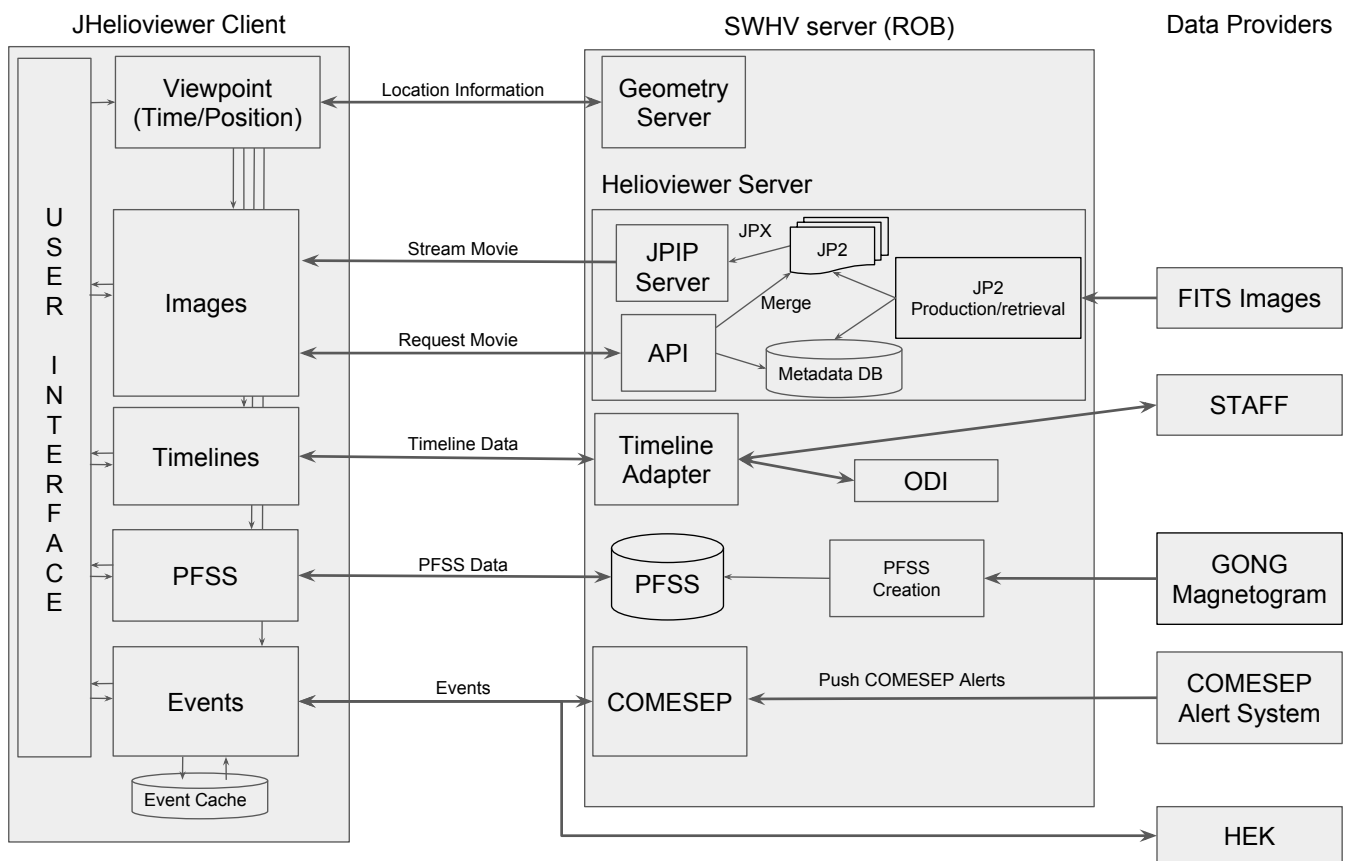 JHelioviewer Client
SWHV server (ROB)
Data Providers
USER INTERFACE
Viewpoint
(Time/Position)
Location Information
Geometry
Server
Helioviewer Server
Images
Stream Movie
JPIP
Server
JPX
JP2
Merge
JP2
Production/retrieval
FITS Images
Request Movie
API
Metadata DB
STAFF
Timelines
Timeline Data
Timeline
Adapter
ODI
PFSS
PFSS Data
PFSS
PFSS
Creation
GONG
Magnetogram
Events
Events
COMESEP
Push COMESEP Alerts
COMESEP
Alert System
Event Cache
HEK